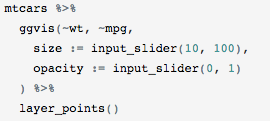 mtcars %>%
  ggvis(~wt, ~mpg,
    size := input_slider(10, 100),
    opacity := input_slider(0, 1)
  ) %>%
  layer_points()